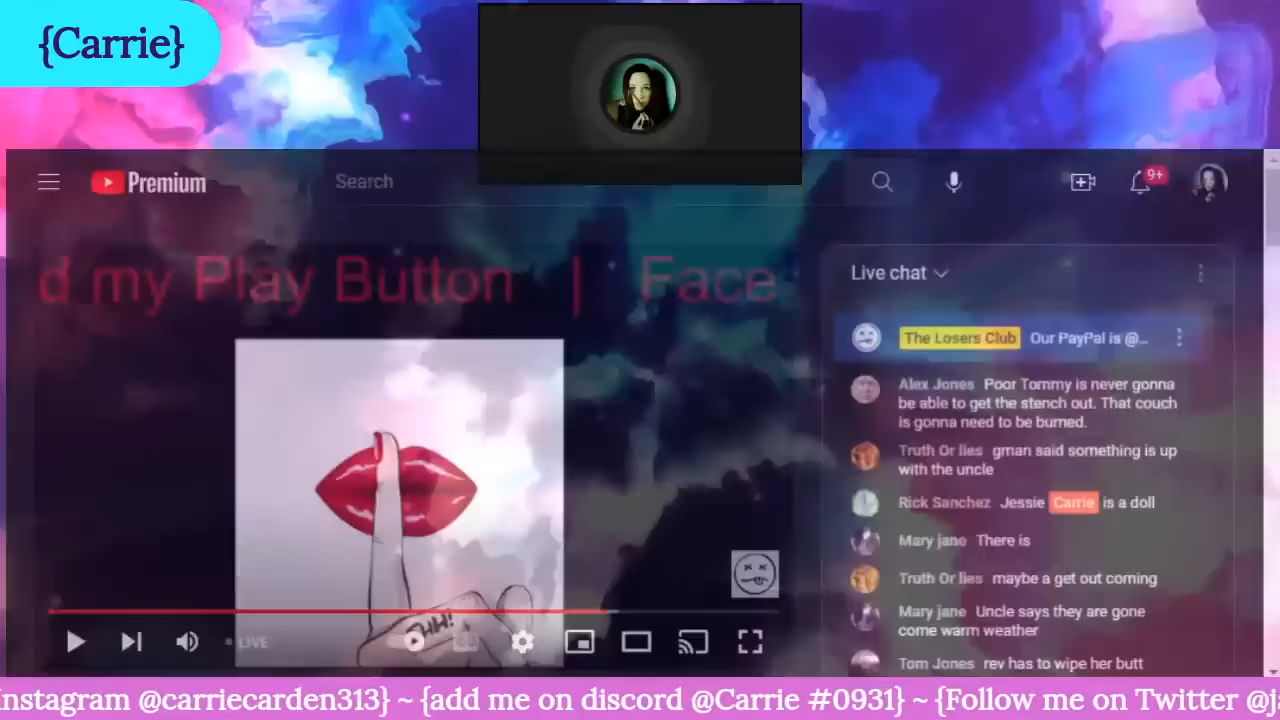 {Carrie}
Premium
Search
9+
d my Play Button | Face
Live chat
The Losers Club Our PayPal is @...
Alex Jones Poor Tommy is never gonna
be able to get the stench out. That couch
is gonna need to be burned.
Truth Or lies gman said something is up
with the uncle
Rick Sanchez Jessie Carrie is a doll
Mary jane There is
Truth Or lies maybe a get out coming
Mary jane Uncle says they are gone
come warm weather
Tom Jones rev has to wipe her butt
HH!
LIVE
Instagram @carriecarden313} ~ {add me on discord @Carrie #0931} ~ {Follow me on Twitter @ja